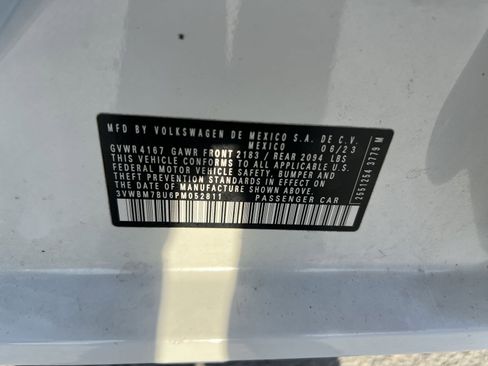 MFD BY VOLKSWAGEN DE MEXICO S.A. DE C.V.
MEXICO 06/23
GVWR 4167 GAWR FRONT 2183 / REAR 2094 LBS
THIS VEHICLE CONFORMS TO ALL APPLICABLE U.S.
FEDERAL MOTOR VEHICLE SAFETY, BUMPER AND
THEFT PREVENTION STANDARDS IN EFFECT ON
THE DATE OF MANUFACTURE SHOWN ABOVE.
3VWBM7BU6PM052811 PASSENGER CAR
2551254 3779 M